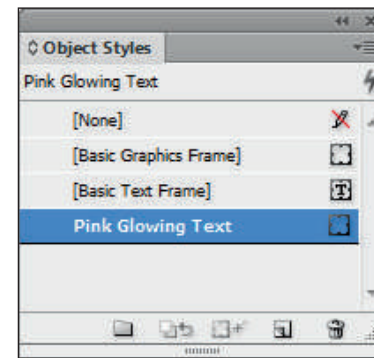 Object Styles
Pink Glowing Text
[None]
[Basic Graphics Frame]
[Basic Text Frame]
Pink Glowing Text